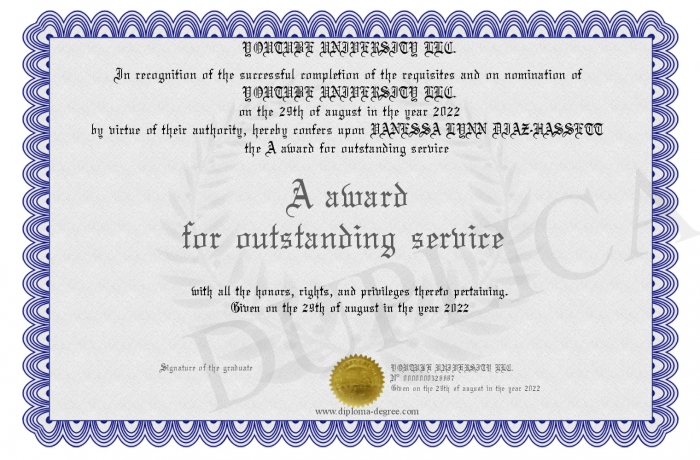 YOUTUBE UNIVERSITY LLC.
In recognition of the successful completion of the requisites and on nomination of
YOUTUBE UNIVERSITY LLC.
on the 29th of august in the year 2022
by virtue of their authority, hereby confers upon VANESSA LYNN DIAZ-HASSETT
the A award for outstanding service
A award
for outstanding service
with all the honors, rights, and privileges thereto pertaining.
Given on the 29th of august in the year 2022
DUPLICA
Signature of the graduate
YOUTUBE UNIVERSITY LLC.
Given on the 29th of august in the year 2022
www.diploma-degree.com